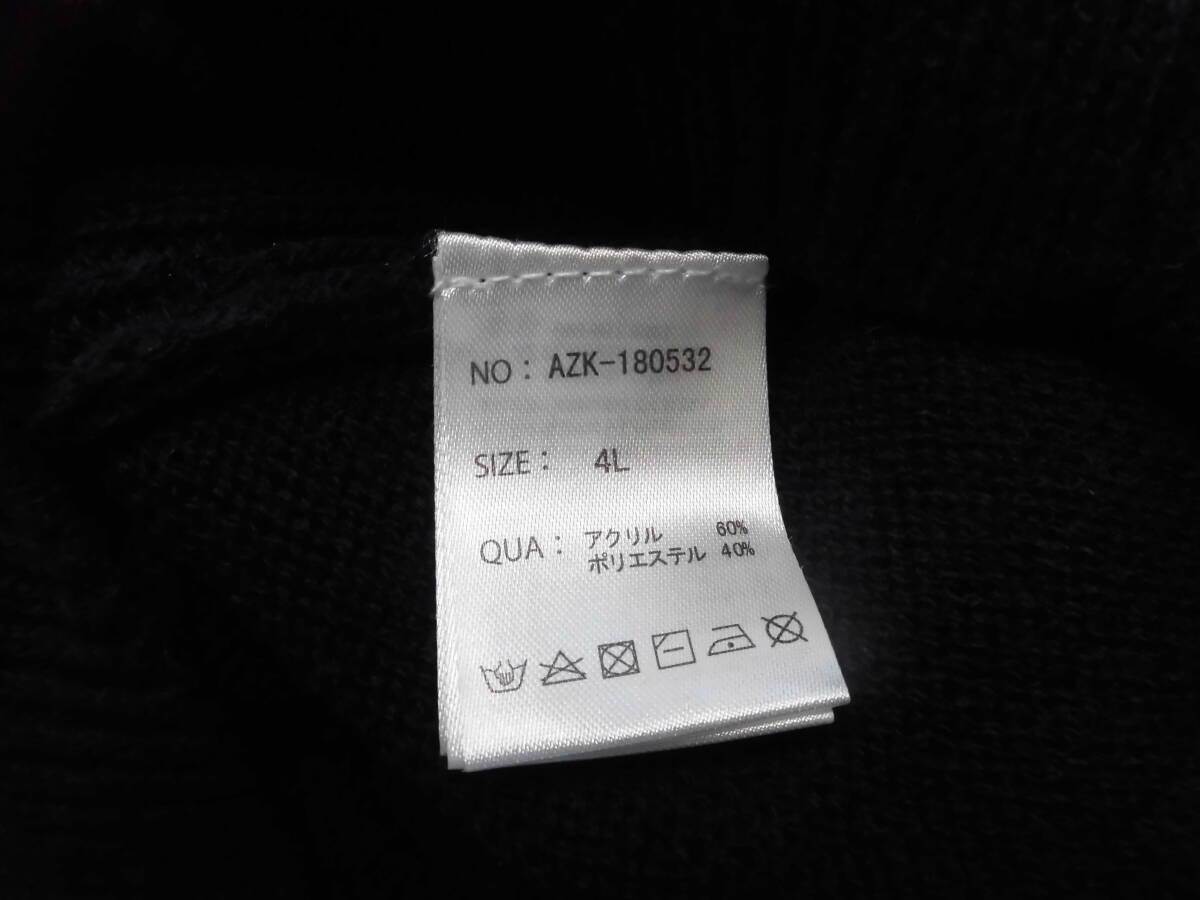 NO : AZK-180532
SIZE : 4L
QUA : アクリル 60%
ポリエステル 40%